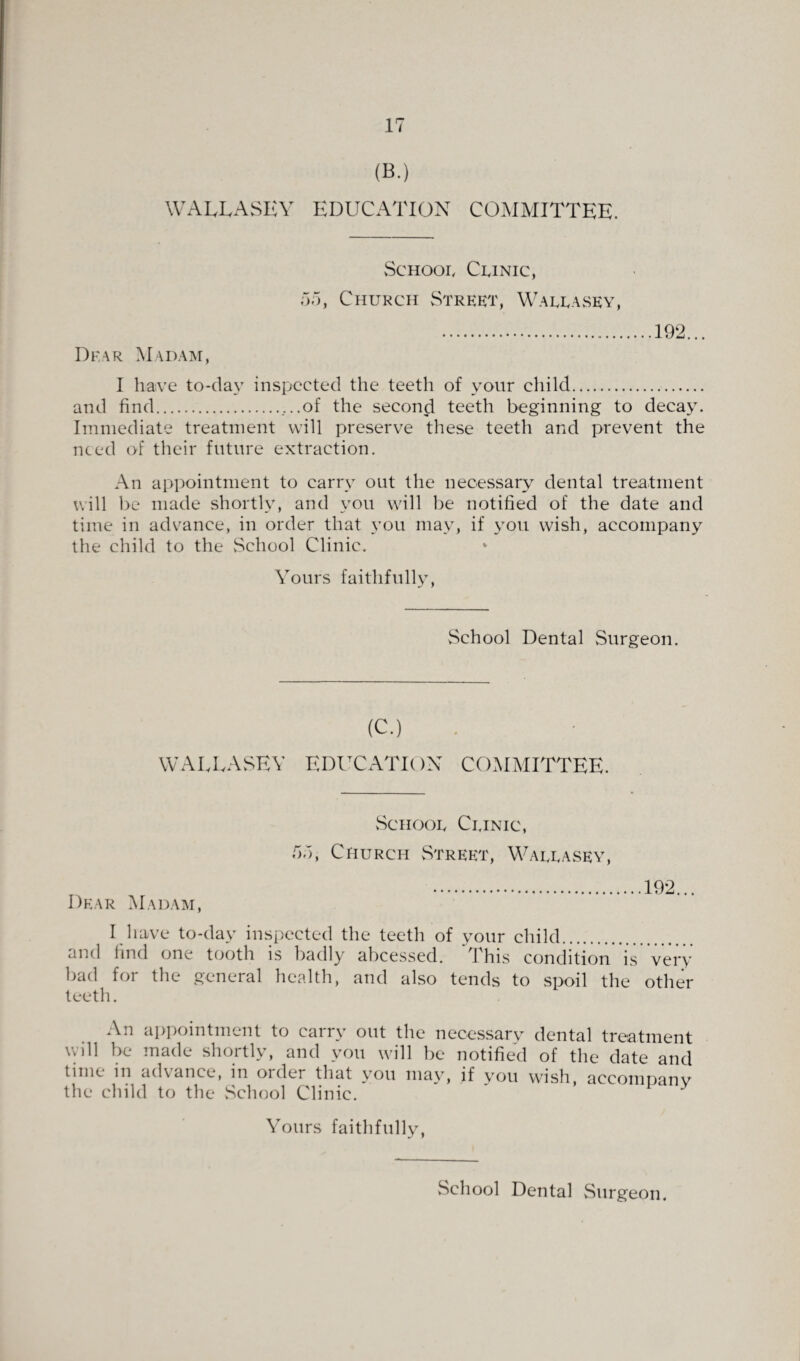 17
(B.)
WALLASEY EDUCATION COMMITTEE.
School Clinic,
55, Church Street, Wallasey,
....................................192...
Dear Madam,
I have to-day inspected the teeth of your child.......................
and find.........................of the second teeth beginning to decay.
Immediate treatment will preserve these teeth and prevent the
need of their future extraction.
An appointment to carry out the necessary dental treatment
will be made shortly, and you will be notified of the date and
time in advance, in order that you may, if you wish, accompany
the child to the School Clinic.
Yours faithfully,
School Dental Surgeon.
(C.)
WALLASEY EDUCATION COMMITTEE.
School Clinic,
55, Church Street, Wallasey,
....................................192...
Dear Madam,
I have to-day inspected the teeth of your child.......................
and find one tooth is badly abcessed. This condition is very
bad for the general health, and also tends to spoil the other
teeth.
An appointment to carry out the necessary dental treatment
will be made shortly, and you will be notified of the date and
time in advance, in order that you may, if you wish, accompany
the child to the School Clinic.
Yours faithfully,
School Dental Surgeon.